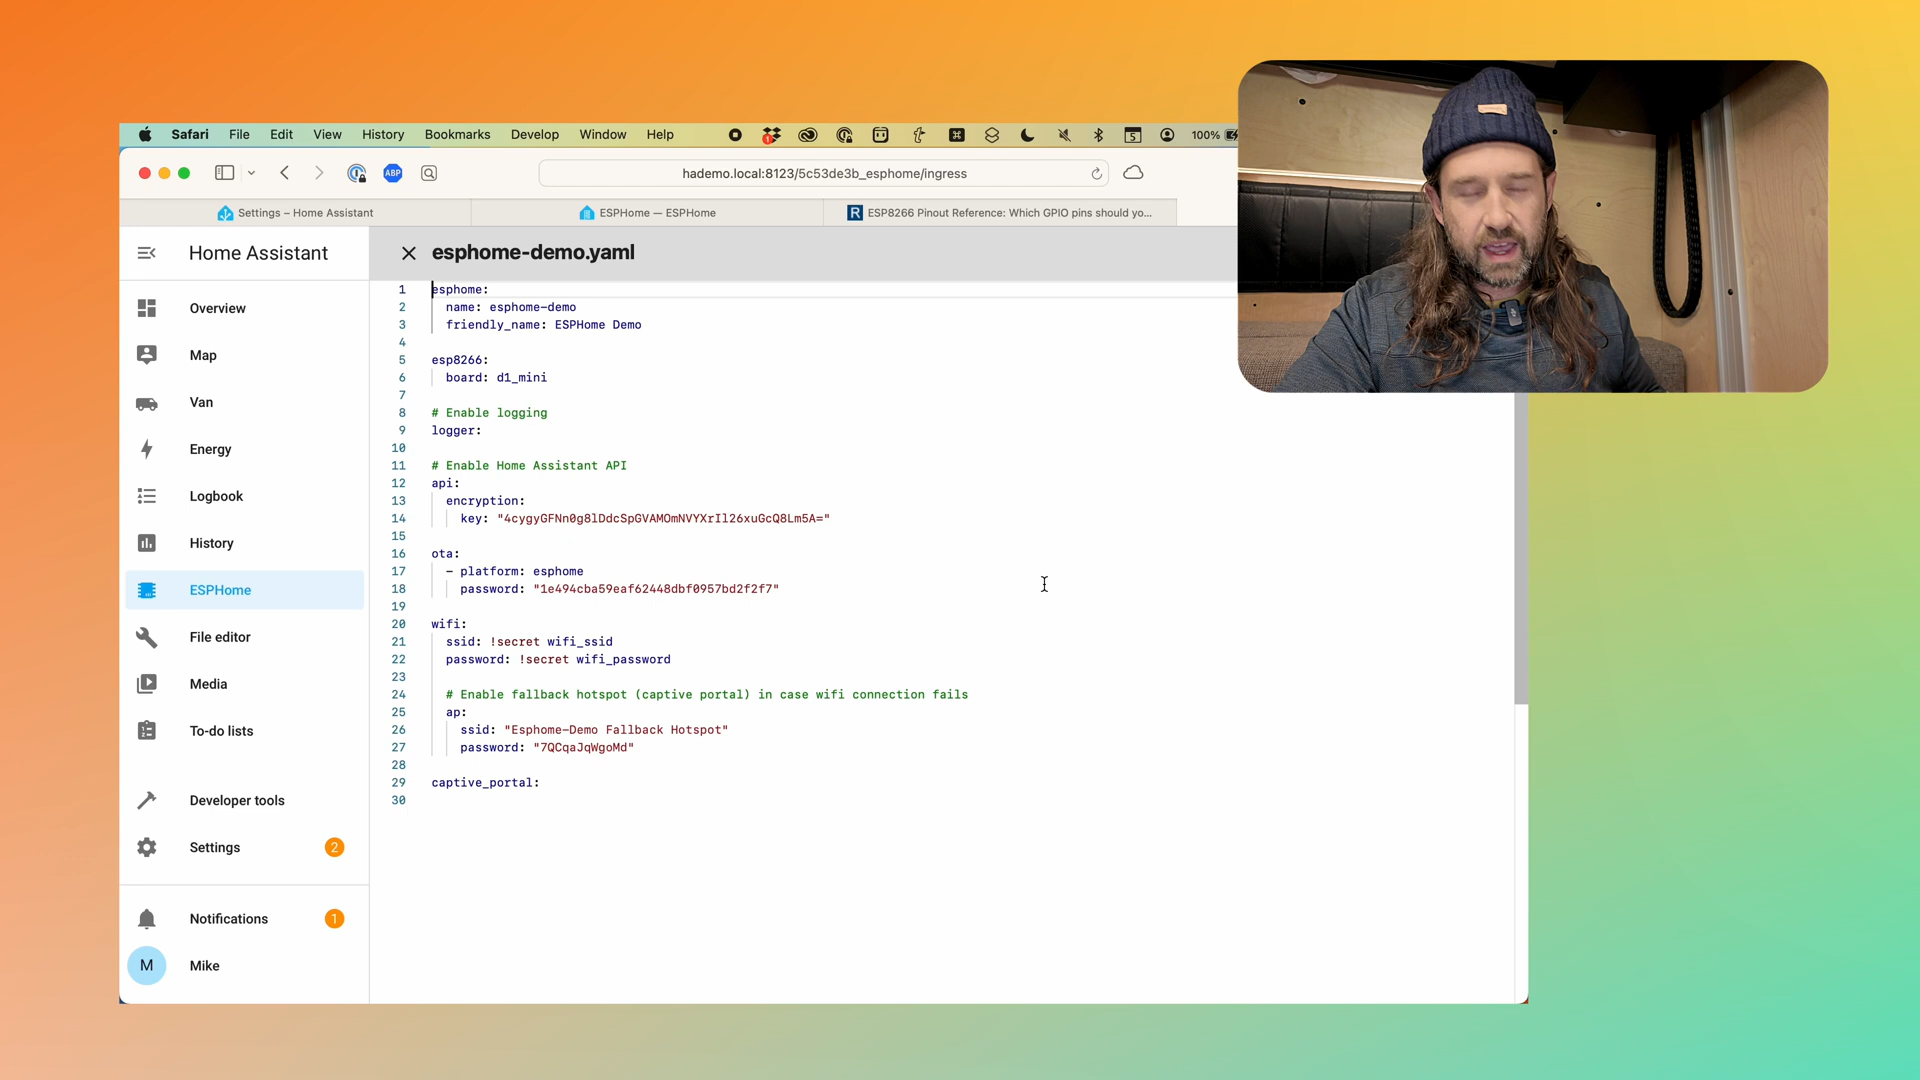 Safari File Edit View History Bookmarks Develop Window Help 1 5 100%
ABP hademo.local:8123/5c53de3b_esphome/ingress
Settings – Home Assistant ESPHome — ESPHome R ESP8266 Pinout Reference: Which GPIO pins should yo...
Home Assistant
Overview
Map
Van
Energy
Logbook
History
ESPHome
File editor
Media
To-do lists
Developer tools
Settings 2
Notifications 1
M Mike
esphome-demo.yaml
1 esphome:
2 name: esphome-demo
3 friendly_name: ESPHome Demo
4
5 esp8266:
6 board: d1_mini
7
8 # Enable logging
9 logger:
10
11 # Enable Home Assistant API
12 api:
13 encryption:
14 key: "4cygyGFNn0g8lDdcSpGVAMOmNVYXrIl26xuGcQ8Lm5A="
15
16 ota:
17 - platform: esphome
18 password: "1e494cba59eaf62448dbf0957bd2f2f7"
19
20 wifi:
21 ssid: !secret wifi_ssid
22 password: !secret wifi_password
23
24 # Enable fallback hotspot (captive portal) in case wifi connection fails
25 ap:
26 ssid: "Esphome-Demo Fallback Hotspot"
27 password: "7QCqaJqWgoMd"
28
29 captive_portal:
30